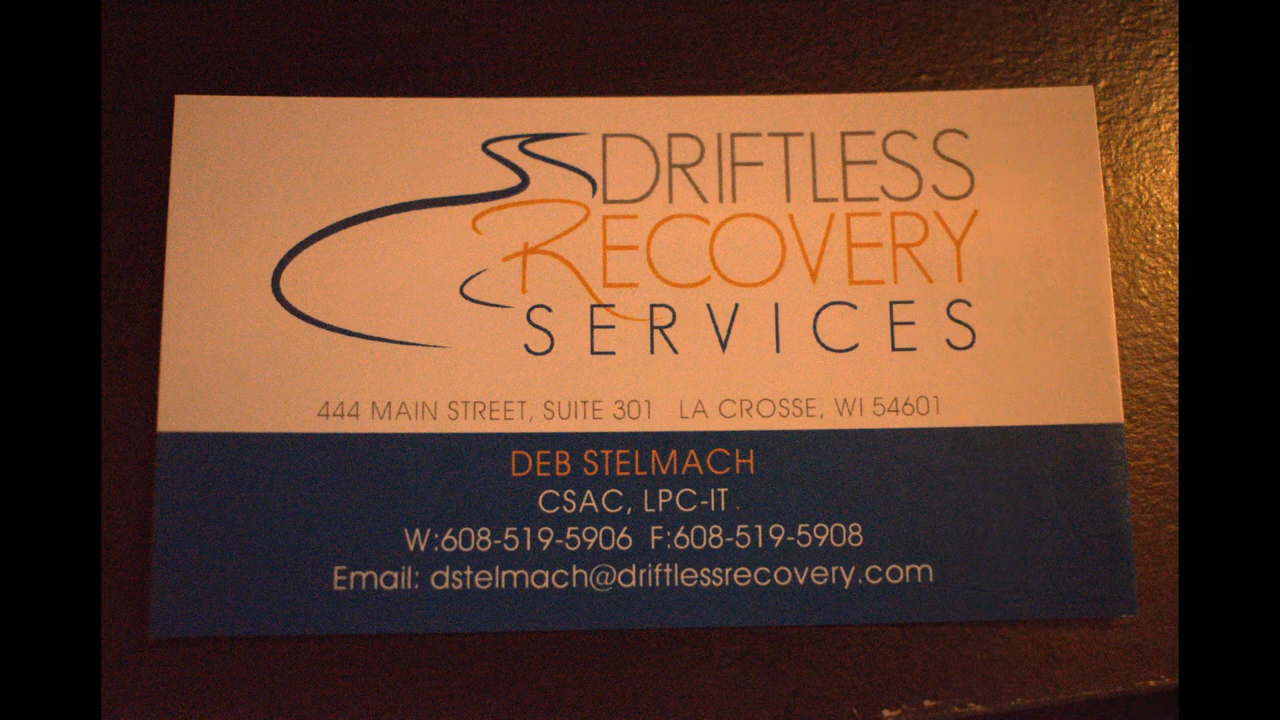 DRIFTLESS
RECOVERY
SERVICES
444 MAIN STREET, SUITE 301 LA CROSSE, WI 54601
DEB STELMACH
CSAC, LPC-IT
W:608-519-5906 F:608-519-5908
Email: dstelmach@driftlessrecovery.com